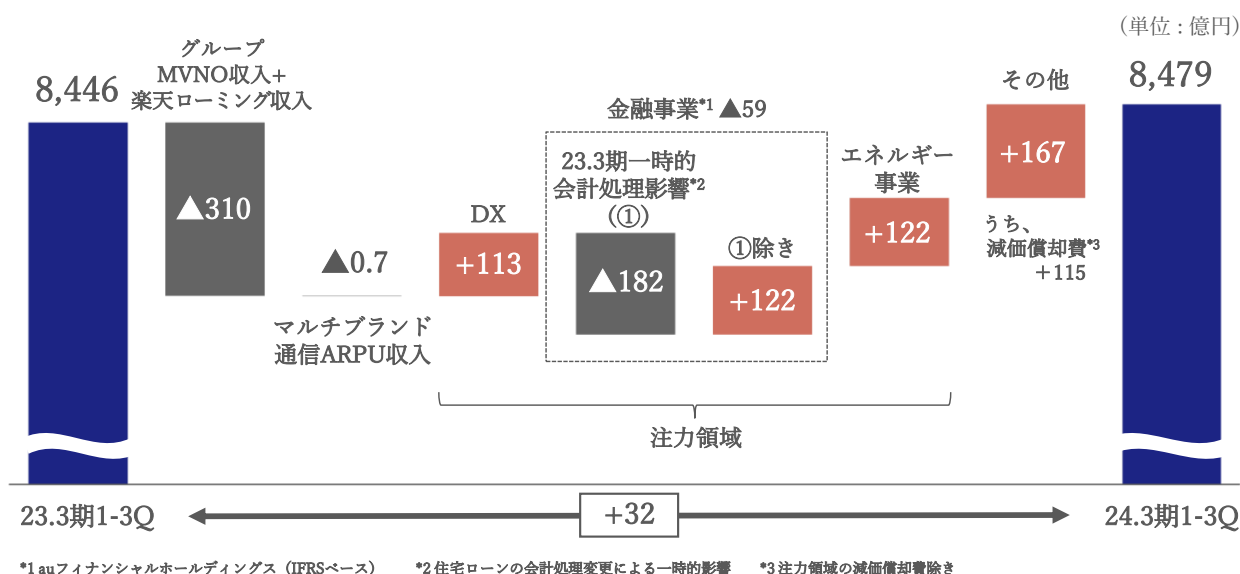 (単位：億円)
8,446
グループ
MVNO収入+
楽天ローミング収入
▲310
▲0.7
マルチブランド
通信ARPU収入
DX
+113
金融事業*1 ▲59
23.3期一時的
会計処理影響*2
(①)
▲182
①除き
+122
エネルギー
事業
+122
その他
+167
うち、
減価償却費*3
+115
8,479
注力領域
23.3期1-3Q
+32
24.3期1-3Q
*1 auフィナンシャルホールディングス（IFRSベース） *2 住宅ローンの会計処理変更による一時的影響 *3 注力領域の減価償却費除き